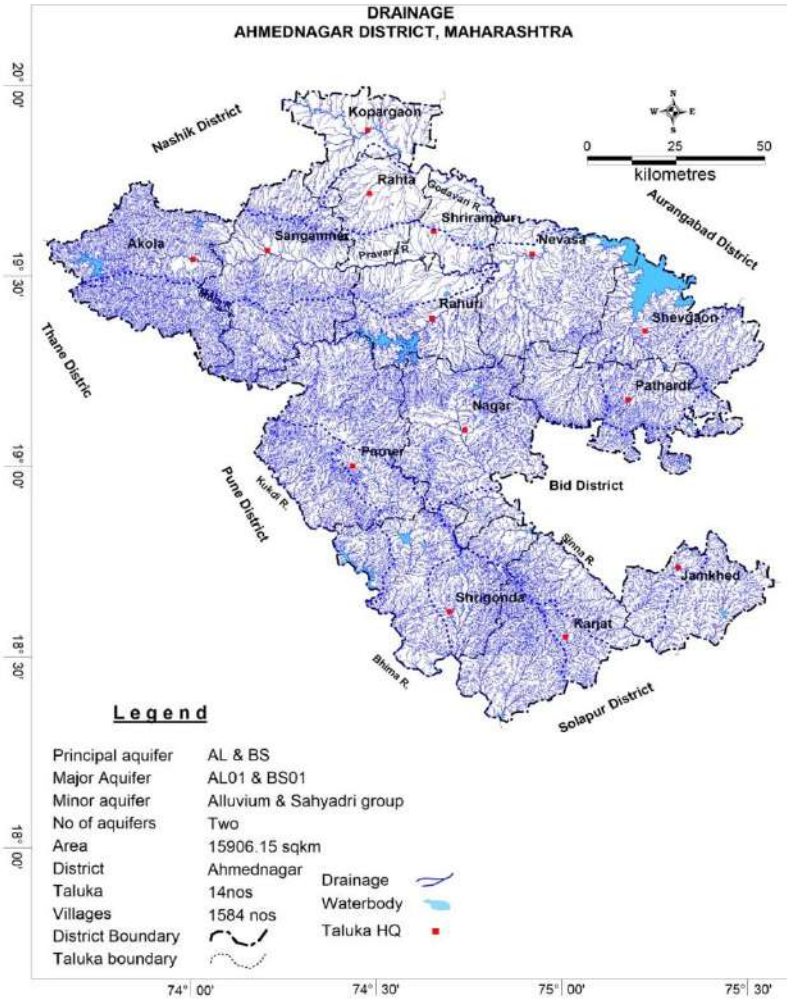 DRAINAGE
AHMEDNAGAR DISTRICT, MAHARASHTRA
20° 00'
N
W E
S
0 25 50
kilometres
Nashik District
Kopargaon
Rahta
Godavari R.
Aurangabad District
Shrirampur
Akola
Sangamner
Nevasa
Pravara R.
19° 30'
Rahuri
Shevgaon
Thane Distric
Pathardi
Nagar
19° 00'
Parner
Bid District
Kukdi R.
Pune District
Sinna R.
Jamkhed
Shrigonda
Karjat
18° 30'
Bhima R.
Solapur District
Legend
Principal aquifer AL & BS
Major Aquifer AL01 & BS01
Minor aquifer Alluvium & Sahyadri group
No of aquifers Two
Area 15906.15 sqkm
18° 00'
District Ahmednagar
Taluka 14nos
Villages 1584 nos
District Boundary
Taluka boundary
Drainage
Waterbody
Taluka HQ
74° 00' 74° 30' 75° 00' 75° 30'